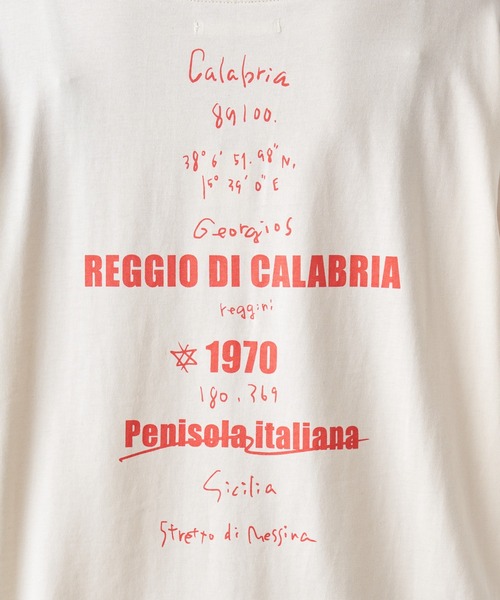 Calabria
89100.
38° 6' 51.98" N,
15° 39' 0" E
Georgios
REGGIO DI CALABRIA
reggini
1970
180.369
Penisola italiana
Sicilia
Stretto di Messina